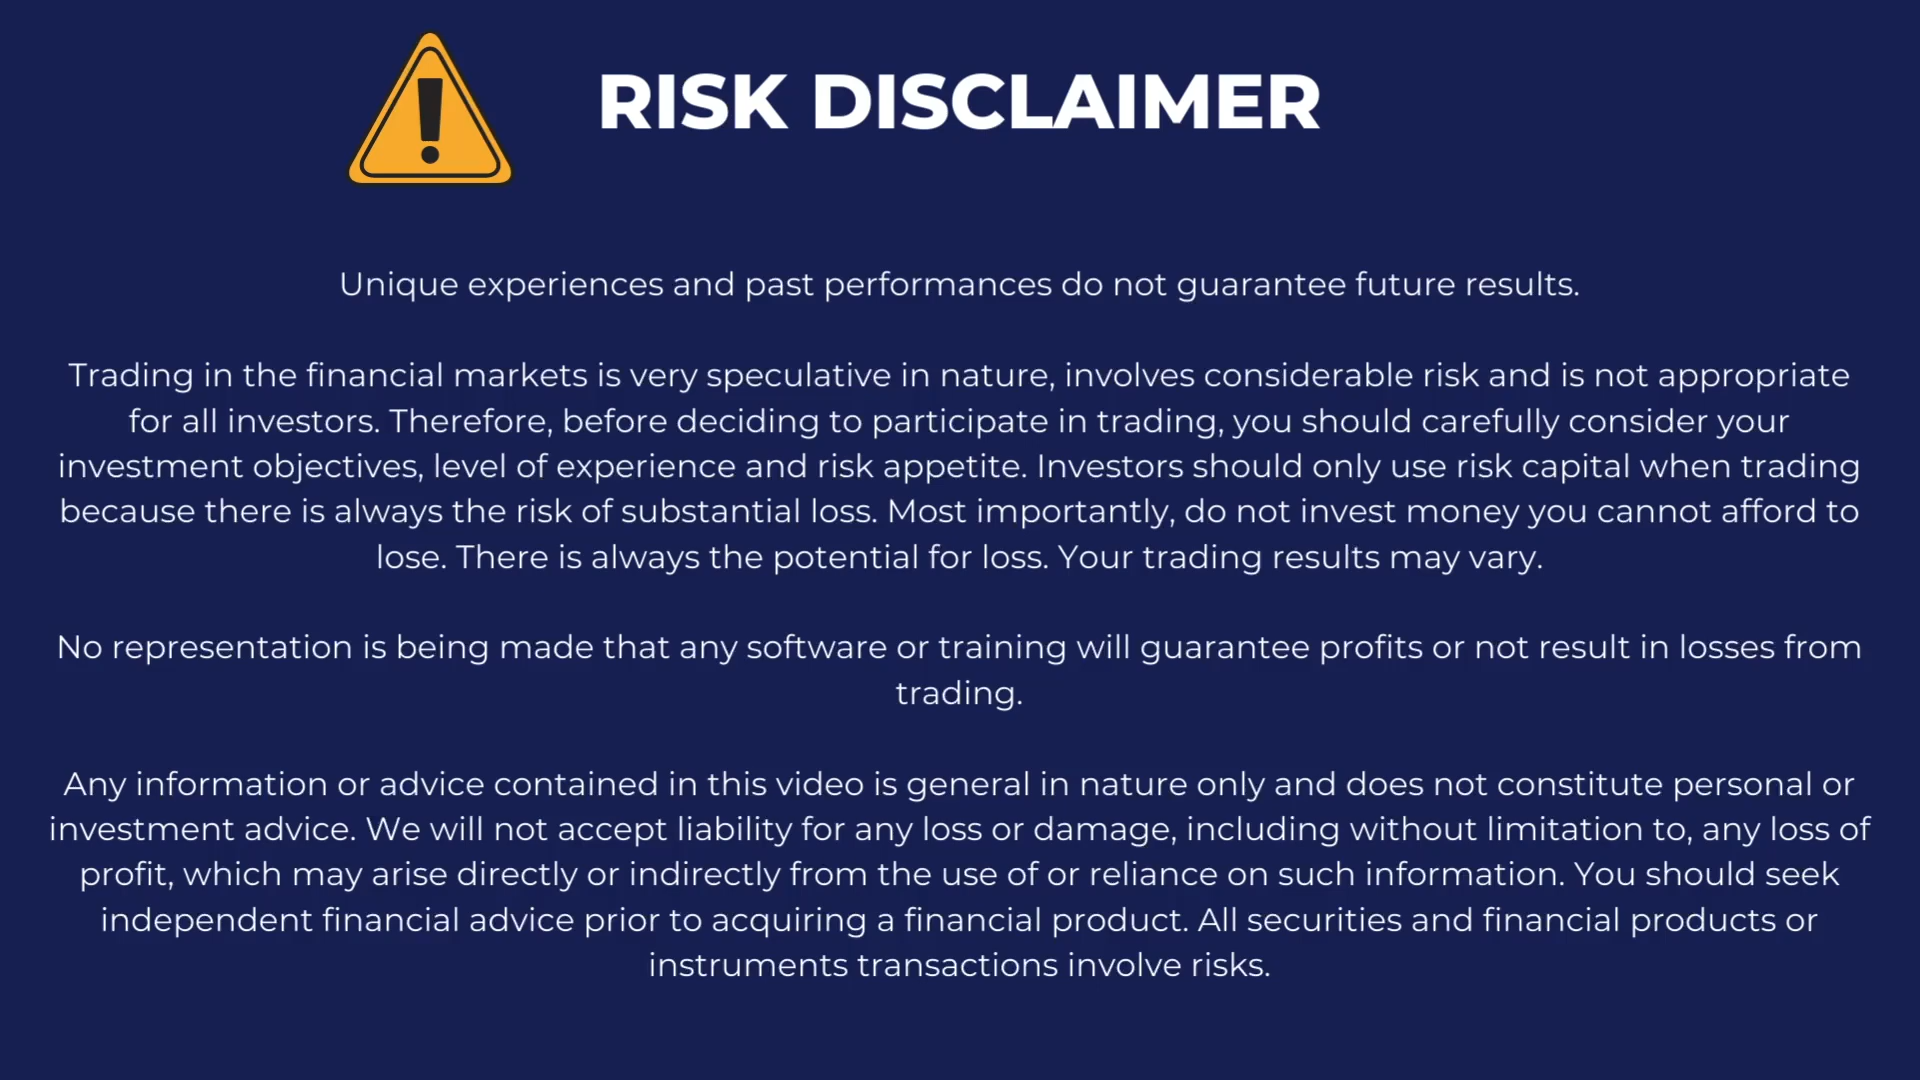 RISK DISCLAIMER
Unique experiences and past performances do not guarantee future results.
Trading in the financial markets is very speculative in nature, involves considerable risk and is not appropriate
for all investors. Therefore, before deciding to participate in trading, you should carefully consider your
investment objectives, level of experience and risk appetite. Investors should only use risk capital when trading
because there is always the risk of substantial loss. Most importantly, do not invest money you cannot afford to
lose. There is always the potential for loss. Your trading results may vary.
No representation is being made that any software or training will guarantee profits or not result in losses from
trading.
Any information or advice contained in this video is general in nature only and does not constitute personal or
investment advice. We will not accept liability for any loss or damage, including without limitation to, any loss of
profit, which may arise directly or indirectly from the use of or reliance on such information. You should seek
independent financial advice prior to acquiring a financial product. All securities and financial products or
instruments transactions involve risks.